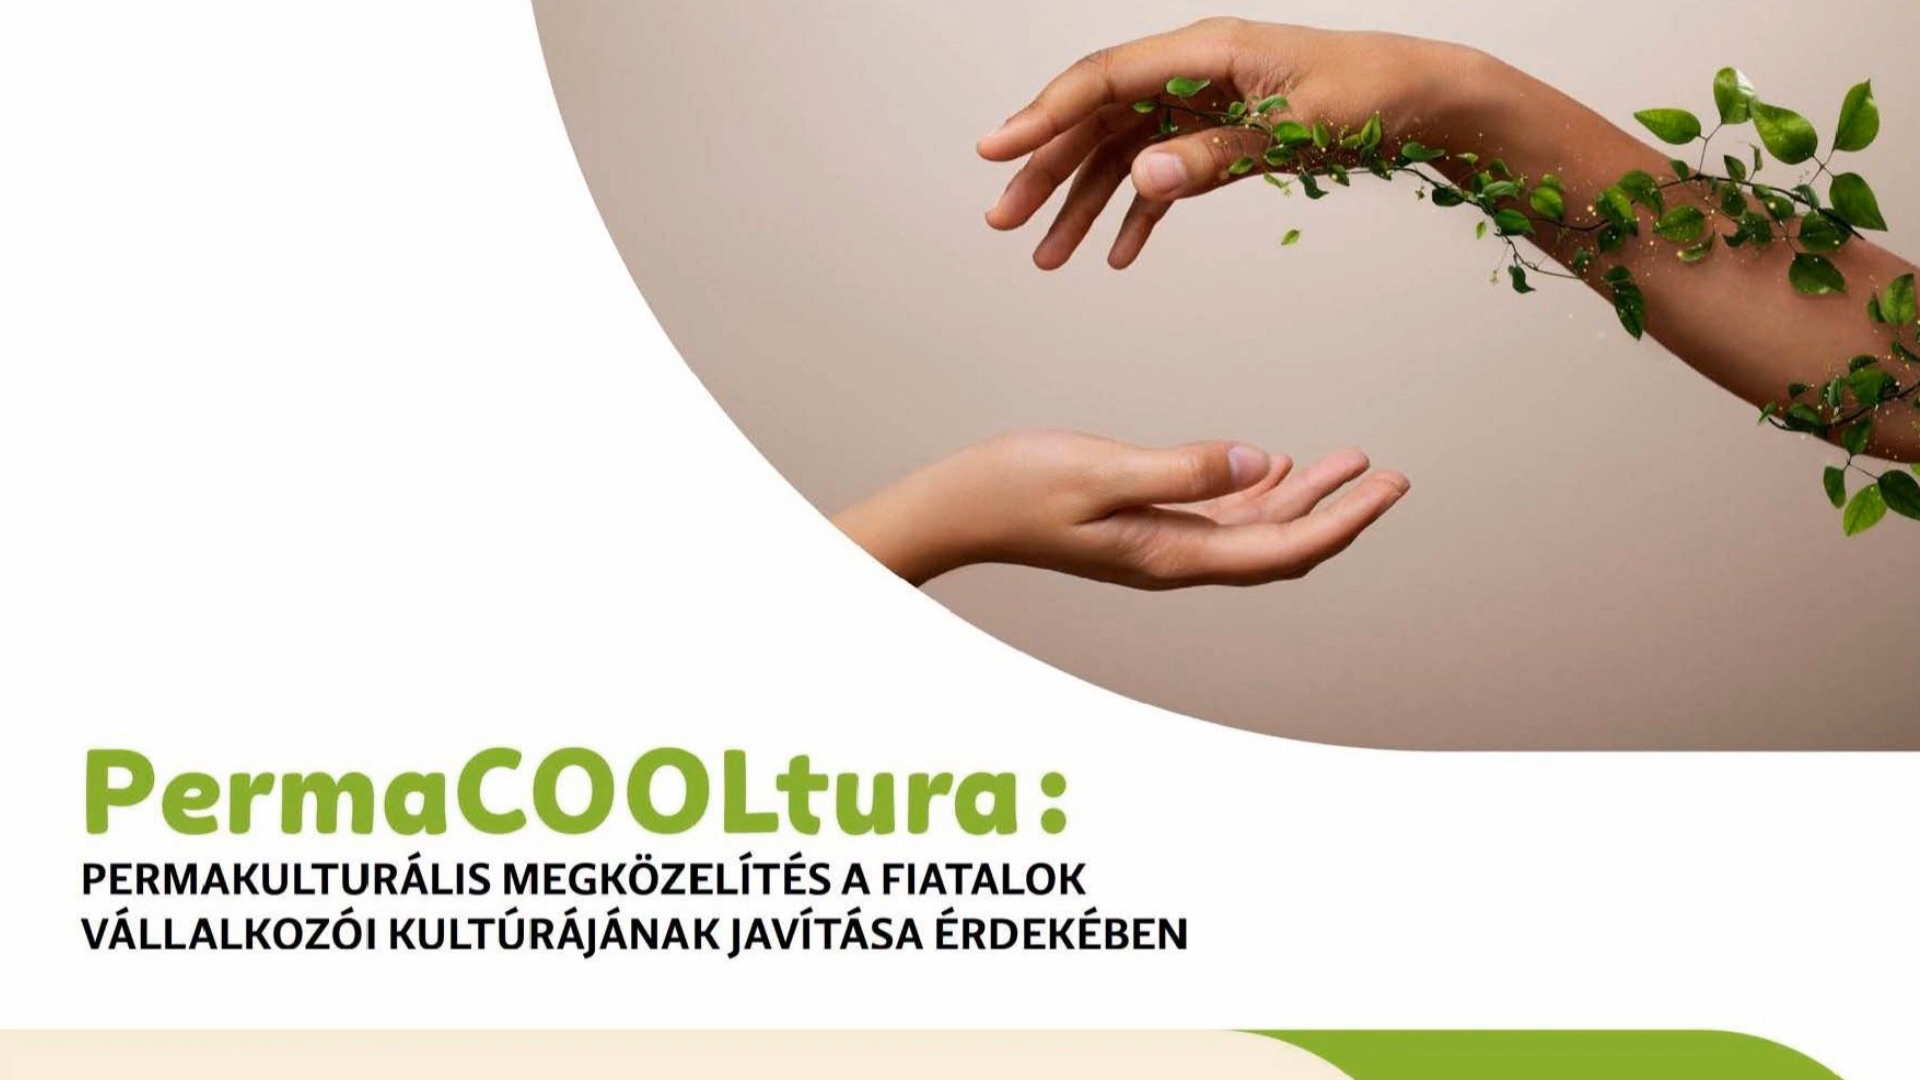 PermaCOOLtura:
PERMAKULTURÁLIS MEGKÖZELÍTÉS A FIATALOK
VÁLLALKOZÓI KULTÚRÁJÁNAK JAVÍTÁSA ÉRDEKÉBEN